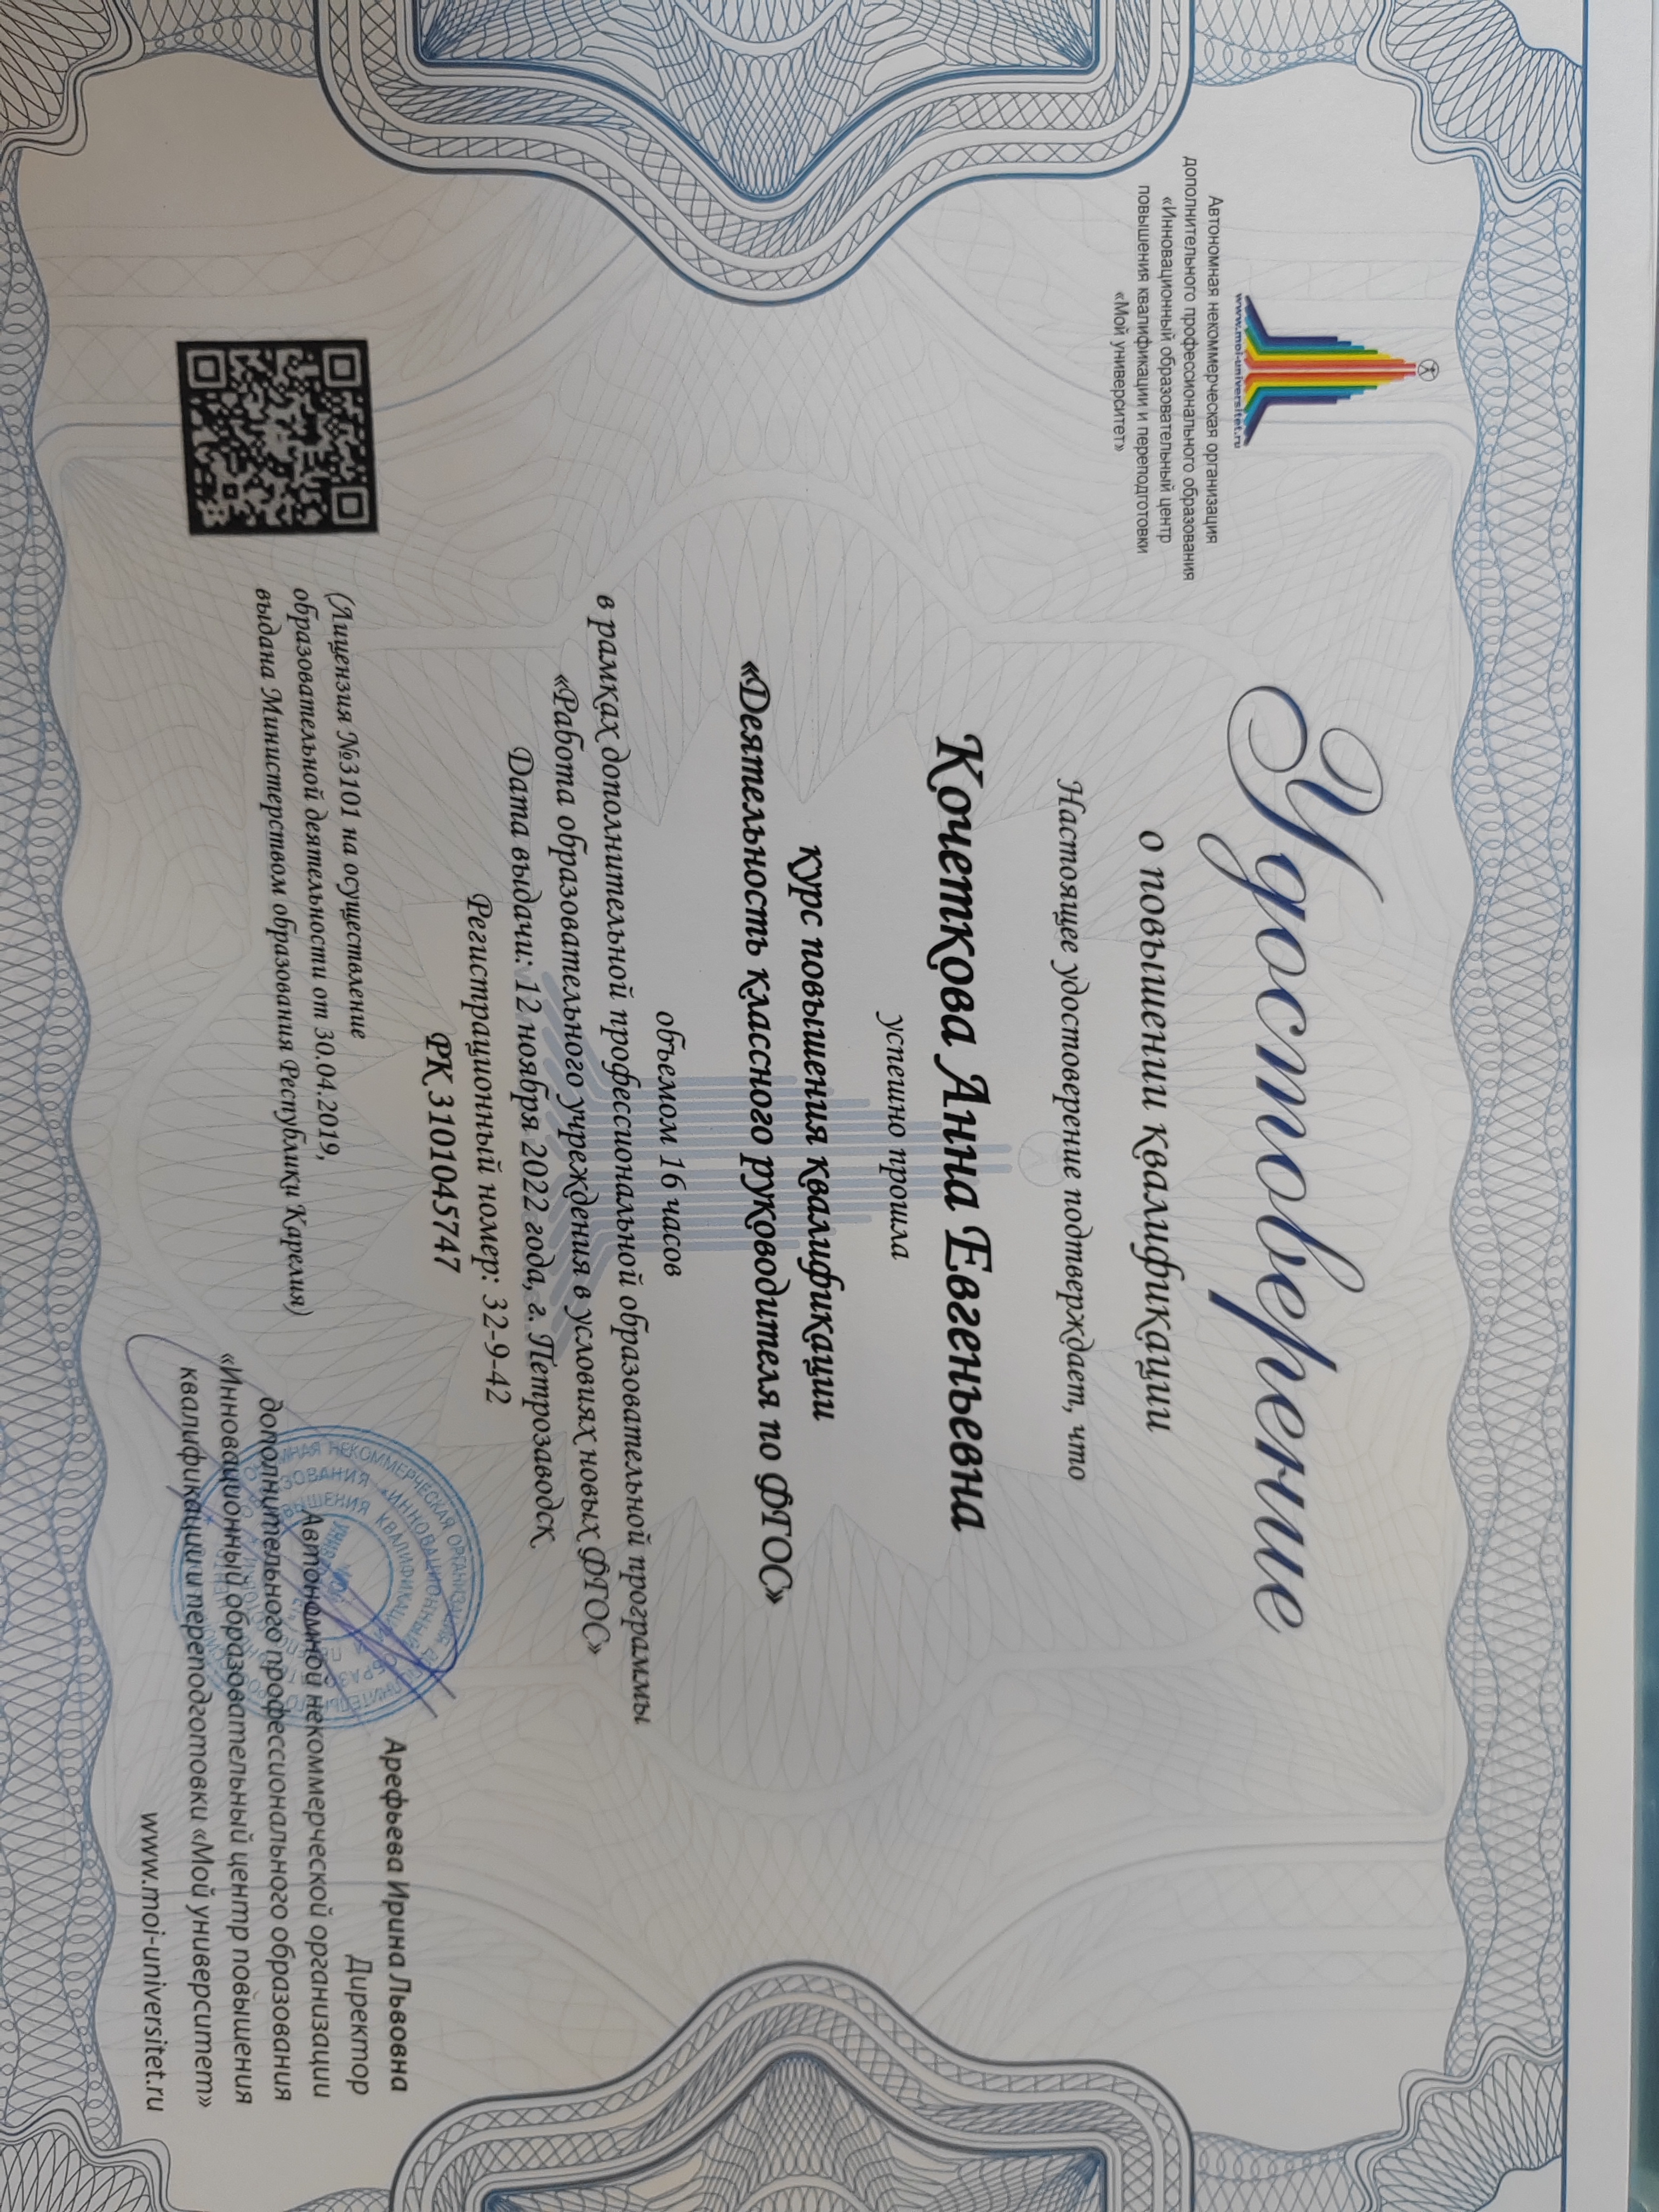 www.moi-universitet.ru
Автономная некоммерческая организация
дополнительного профессионального образования
«Инновационный образовательный центр
повышения квалификации и переподготовки
«Мой университет»
Удостоверение
о повышении квалификации
Настоящее удостоверение подтверждает, что
Кочеткова Анна Евгеньевна
успешно прошла
курс повышения квалификации
«Деятельность классного руководителя по ФГОС»
объемом 16 часов
в рамках дополнительной профессиональной образовательной программы
«Работа образовательного учреждения в условиях новых ФГОС»
Дата выдачи: 12 ноября 2022 года, г. Петрозаводск
Регистрационный номер: 32-9-42
РК 3101045747
(Лицензия №3101 на осуществление
образовательной деятельности от 30.04.2019,
выдана Министерством образования Республики Карелия)
Арефьева Ирина Львовна
Директор
Автономной некоммерческой организации
дополнительного профессионального образования
«Инновационный образовательный центр повышения
квалификации и переподготовки «Мой университет»
www.moi-universitet.ru